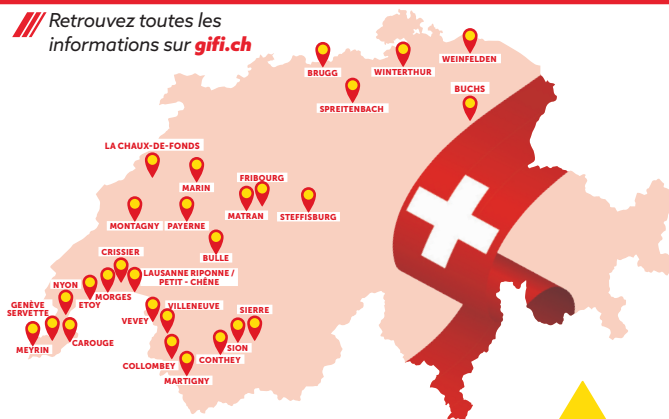 Retrouvez toutes les
informations sur gifi.ch
WEINFELDEN
BRUGG
WINTERTHUR
BUCHS
SPREITENBACH
LA CHAUX-DE-FONDS
FRIBOURG
MARIN
MATRAN
STEFFISBURG
MONTAGNY
PAYERNE
BULLE
CRISSIER
LAUSANNE RIPONNE /
PETIT - CHÊNE
NYON
MORGES
ETOY
GENÈVE
SERVETTE
VILLENEUVE
SIERRE
VEVEY
CAROUGE
MEYRIN
SION
CONTHEY
COLLOMBEY
MARTIGNY